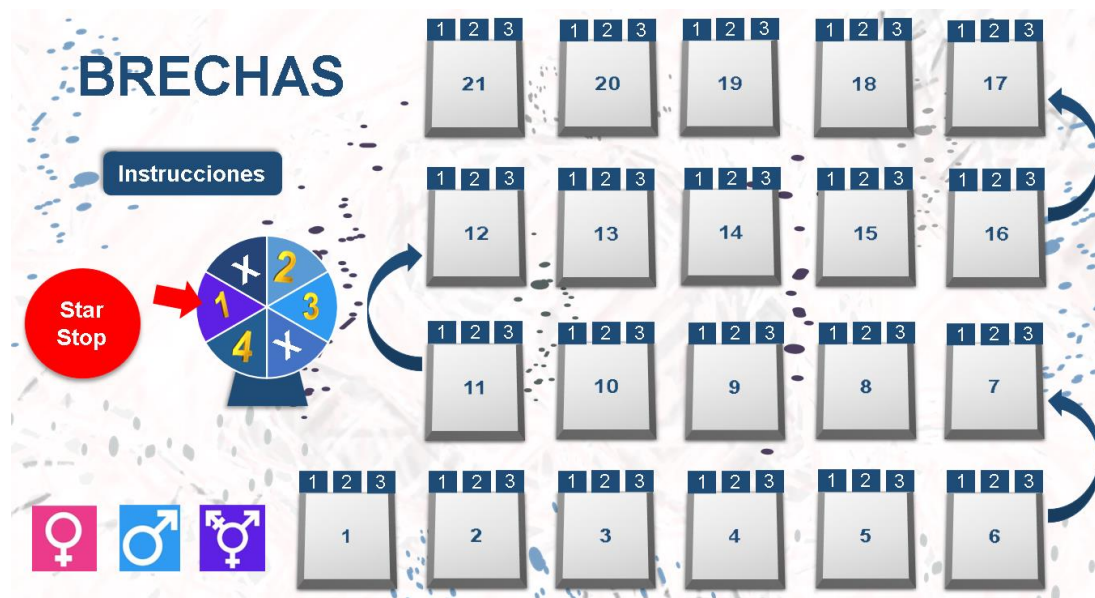 BRECHAS
Instrucciones
Star
Stop
X 2
1 3
4 X
1 2 3 1 2 3 1 2 3 1 2 3 1 2 3
21 20 19 18 17
1 2 3 1 2 3 1 2 3 1 2 3 1 2 3
12 13 14 15 16
1 2 3 1 2 3 1 2 3 1 2 3 1 2 3
11 10 9 8 7
1 2 3 1 2 3 1 2 3 1 2 3 1 2 3 1 2 3
1 2 3 4 5 6